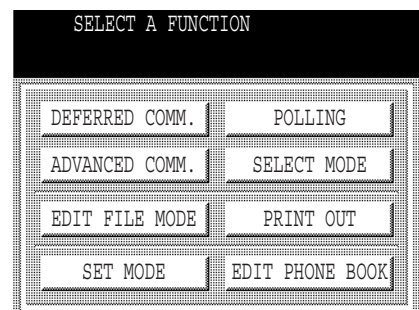 SELECT A FUNCTION
DEFERRED COMM. POLLING
ADVANCED COMM. SELECT MODE
EDIT FILE MODE PRINT OUT
SET MODE EDIT PHONE BOOK